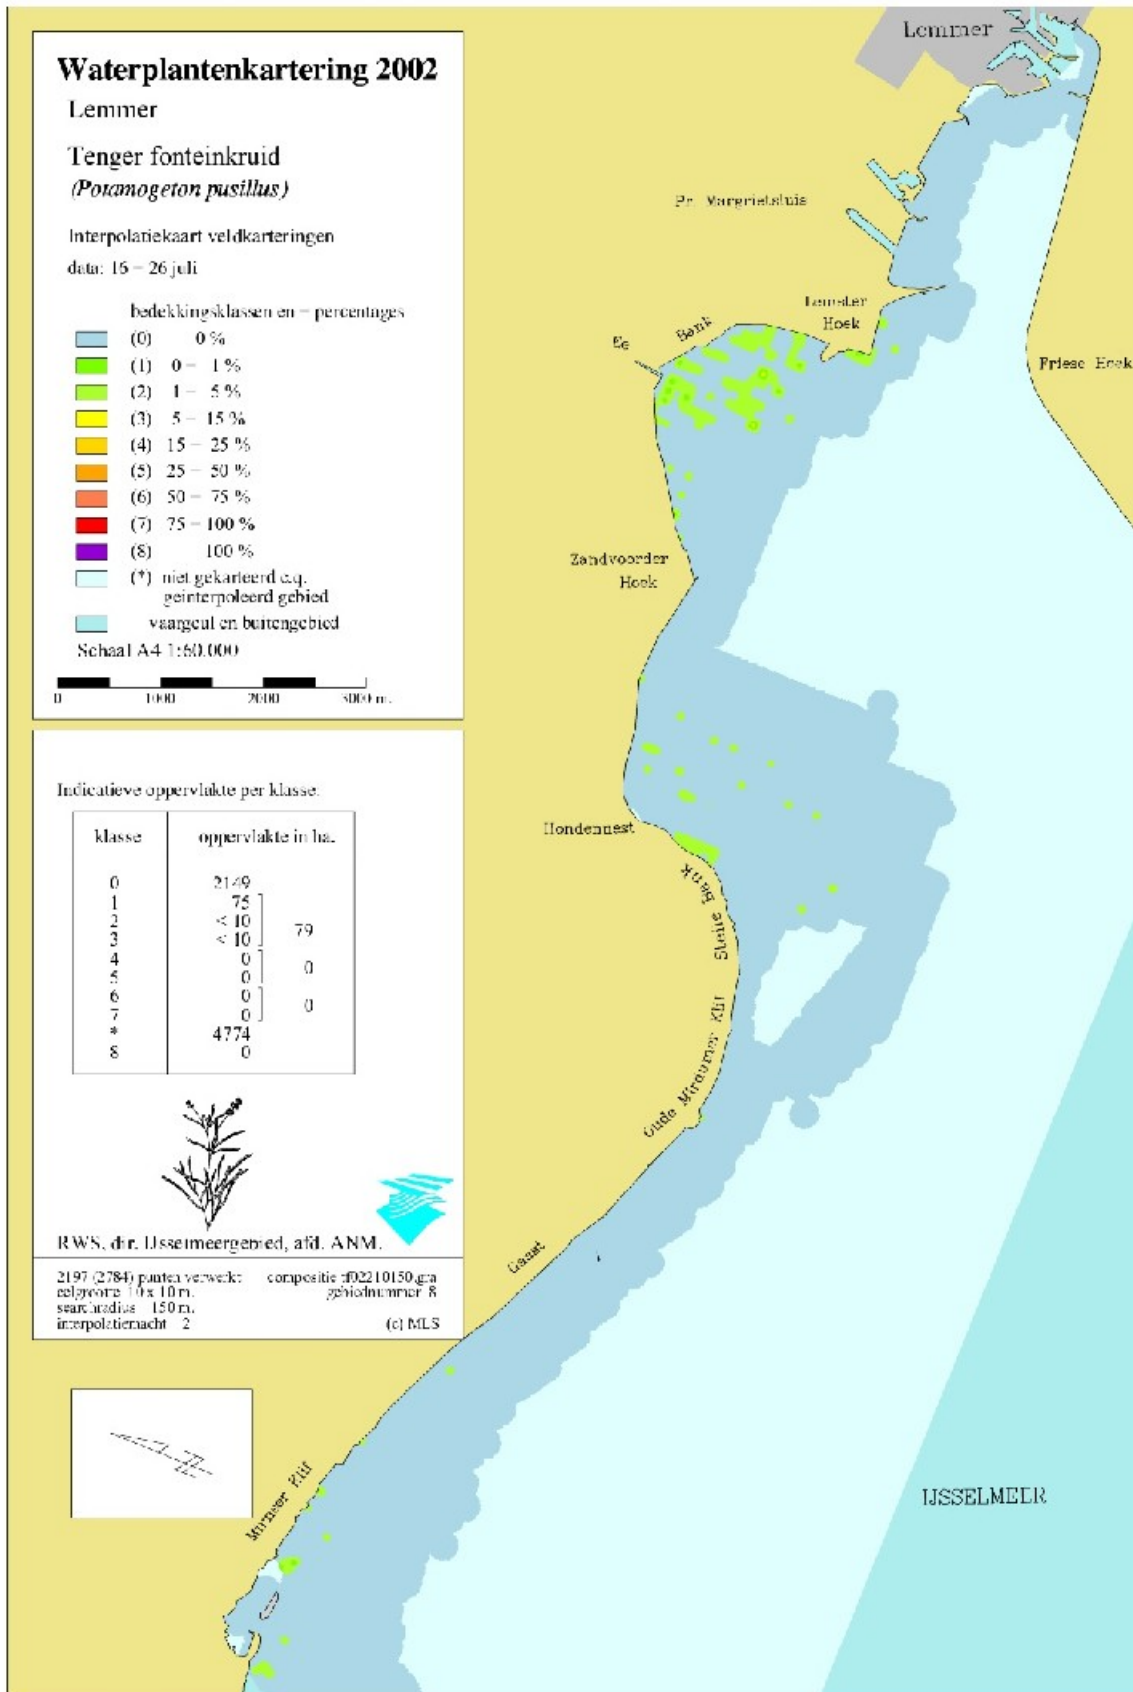 Waterplantenkartering 2002
Lemmer
Tenger fonteinkruid
(Potamogeton pusillus)
Interpolatiekaart veldkarteringen
data: 16 – 26 juli
bedekkingsklassen en – percentages
(0) 0 %
(1) 0 – 1 %
(2) 1 – 5 %
(3) 5 – 15 %
(4) 15 – 25 %
(5) 25 – 50 %
(6) 50 – 75 %
(7) 75 – 100 %
(8) 100 %
(*) niet gekarteerd c.q.
geinterpoleerd gebied
vaargeul en buitengebied
Schaal A4 1:60.000
0 1000 2000 3000 m.
Indicatieve oppervlakte per klasse:
klasse oppervlakte in ha.
0 2149
1 75
2 < 10
3 < 10
79
4 0
5 0
0
6 0
7 0
0
* 4774
8 0
RWS, dir. IJsselmeergebied, afd. ANM.
2197 (2784) punten verwerkt compositie tf02210150.gra
celgrootte 10 x 10 m. gebiednummer 8
searchradius 150 m.
interpolatiemacht 2 (c) MLS
Lemmer
Pr. Margrietsluis
Lemster
Hoek
Bank
Ee
Friese Hoek
Zandvoorder
Hoek
Hondennest
Steile Bank
Oude Mirdumer Klif
Gaast
Mirnser Klif
IJSSELMEER